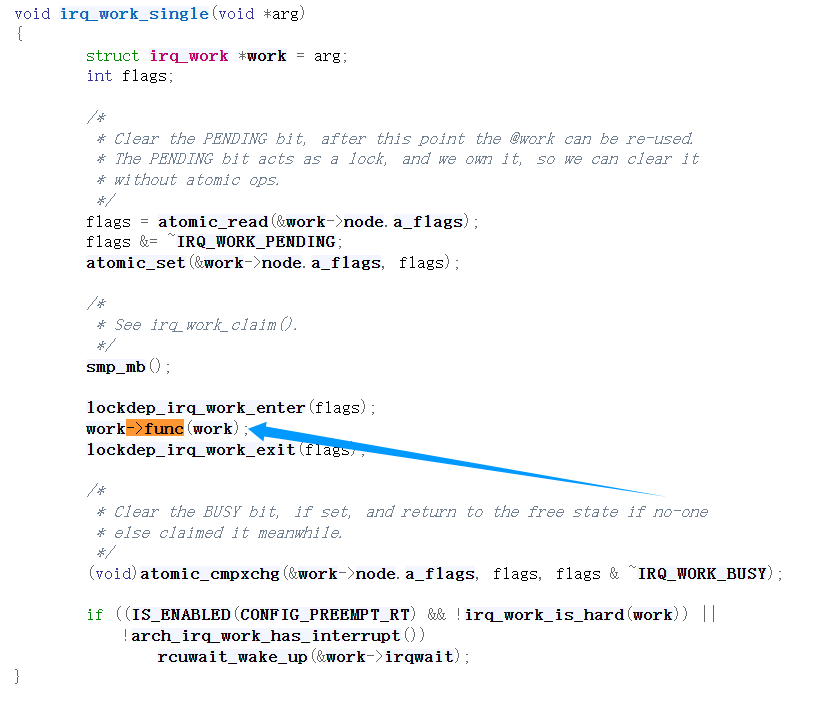 void irq_work_single(void *arg)
{
        struct irq_work *work = arg;
        int flags;

        /*
         * Clear the PENDING bit, after this point the @work can be re-used.
         * The PENDING bit acts as a lock, and we own it, so we can clear it
         * without atomic ops.
         */
        flags = atomic_read(&work->node.a_flags);
        flags &= ~IRQ_WORK_PENDING;
        atomic_set(&work->node.a_flags, flags);

        /*
         * See irq_work_claim().
         */
        smp_mb();

        lockdep_irq_work_enter(flags);
        work->func(work);
        lockdep_irq_work_exit(flags);

        /*
         * Clear the BUSY bit, if set, and return to the free state if no-one
         * else claimed it meanwhile.
         */
        (void)atomic_cmpxchg(&work->node.a_flags, flags, flags & ~IRQ_WORK_BUSY);

        if ((IS_ENABLED(CONFIG_PREEMPT_RT) && !irq_work_is_hard(work)) ||
            !arch_irq_work_has_interrupt())
                rcuwait_wake_up(&work->irqwait);
}